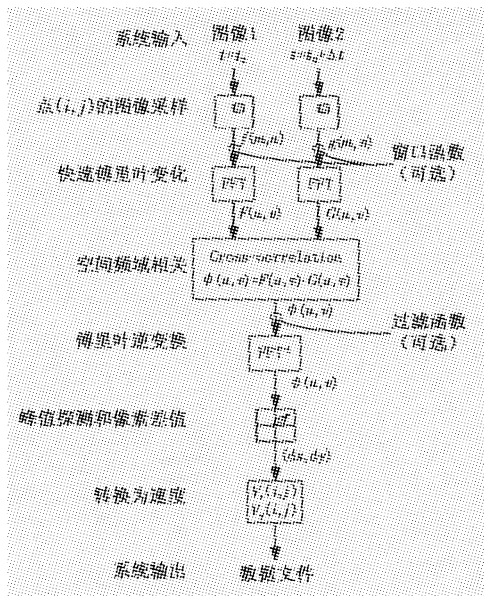 系统输入 图像1 图像2
t=t₀ t=t₀+Δt
点(i,j)的图像采样
f(m,n) g(m,n) 窗口函数
(可选)
快速傅里叶变化 FFT FFT
F(u,v) G(u,v)
空间频域相关 Cross-correlation
φ(u,v)=F(u,v)·G(u,v)
φ(u,v)
过滤函数
(可选)
傅里叶逆变换
φ(u,v)
峰值探测和像素差值
(dx,dy)
转换为速度 Vx(i,j)
Vy(i,j)
系统输出 数据文件